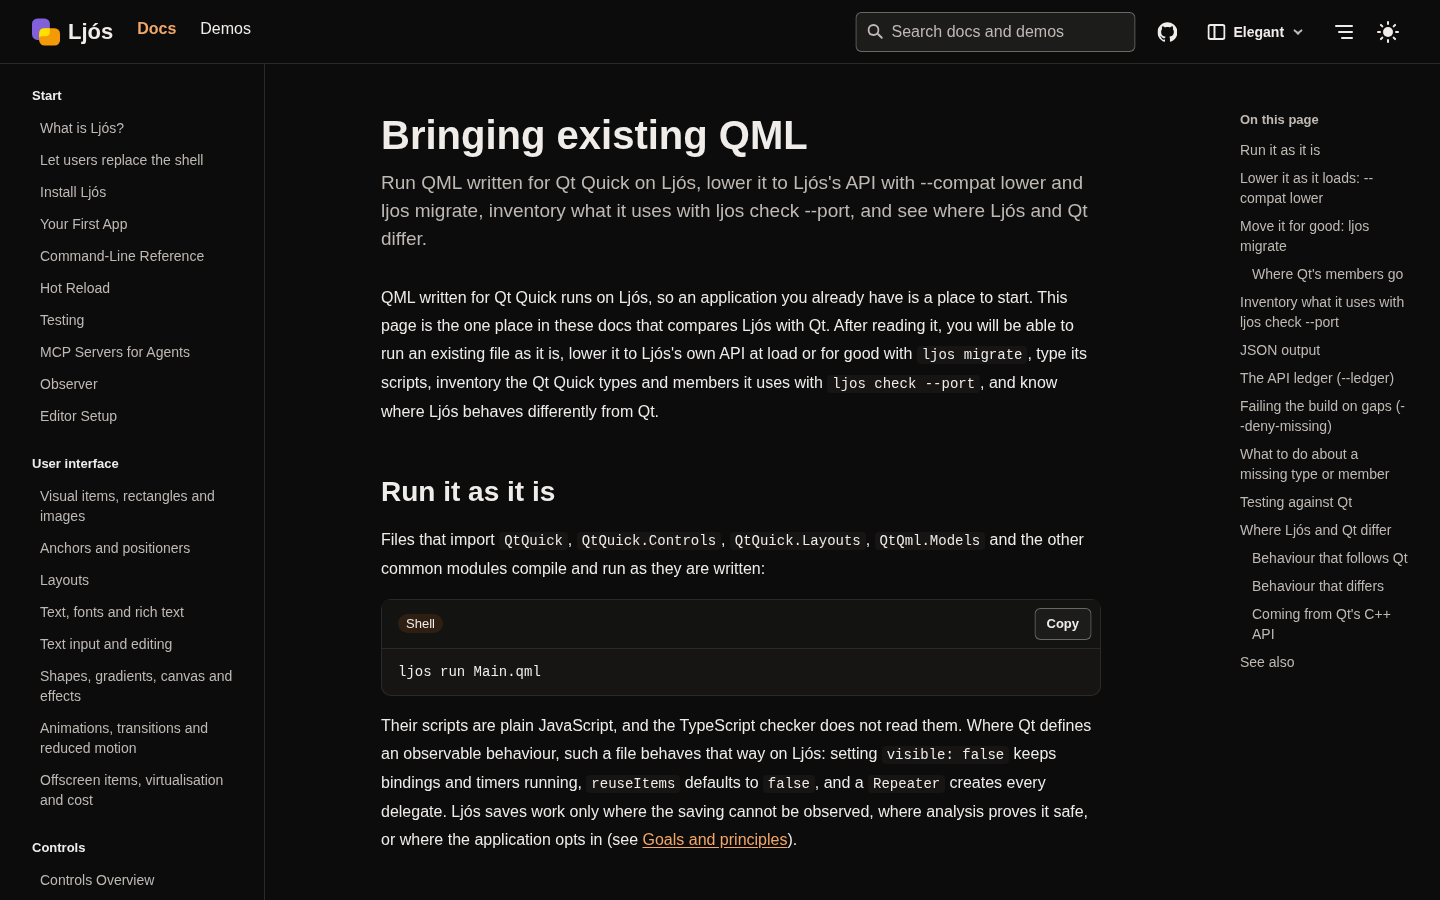 Ljós
Docs
Demos
Search docs and demos
Elegant
Start
What is Ljós?
Let users replace the shell
Install Ljós
Your First App
Command-Line Reference
Hot Reload
Testing
MCP Servers for Agents
Observer
Editor Setup
User interface
Visual items, rectangles and
images
Anchors and positioners
Layouts
Text, fonts and rich text
Text input and editing
Shapes, gradients, canvas and
effects
Animations, transitions and
reduced motion
Offscreen items, virtualisation
and cost
Controls
Controls Overview
Bringing existing QML
Run QML written for Qt Quick on Ljós, lower it to Ljós's API with --compat lower and
ljos migrate, inventory what it uses with ljos check --port, and see where Ljós and Qt
differ.
QML written for Qt Quick runs on Ljós, so an application you already have is a place to start. This
page is the one place in these docs that compares Ljós with Qt. After reading it, you will be able to
run an existing file as it is, lower it to Ljós's own API at load or for good with ljos migrate, type its
scripts, inventory the Qt Quick types and members it uses with ljos check --port, and know
where Ljós behaves differently from Qt.
Run it as it is
Files that import QtQuick, QtQuick.Controls, QtQuick.Layouts, QtQml.Models and the other
common modules compile and run as they are written:
Shell
Copy
ljos run Main.qml
Their scripts are plain JavaScript, and the TypeScript checker does not read them. Where Qt defines
an observable behaviour, such a file behaves that way on Ljós: setting visible: false keeps
bindings and timers running, reuseItems defaults to false, and a Repeater creates every
delegate. Ljós saves work only where the saving cannot be observed, where analysis proves it safe,
or where the application opts in (see Goals and principles).
On this page
Run it as it is
Lower it as it loads: --
compat lower
Move it for good: ljos
migrate
Where Qt's members go
Inventory what it uses with
ljos check --port
JSON output
The API ledger (--ledger)
Failing the build on gaps (-
-deny-missing)
What to do about a
missing type or member
Testing against Qt
Where Ljós and Qt differ
Behaviour that follows Qt
Behaviour that differs
Coming from Qt's C++
API
See also